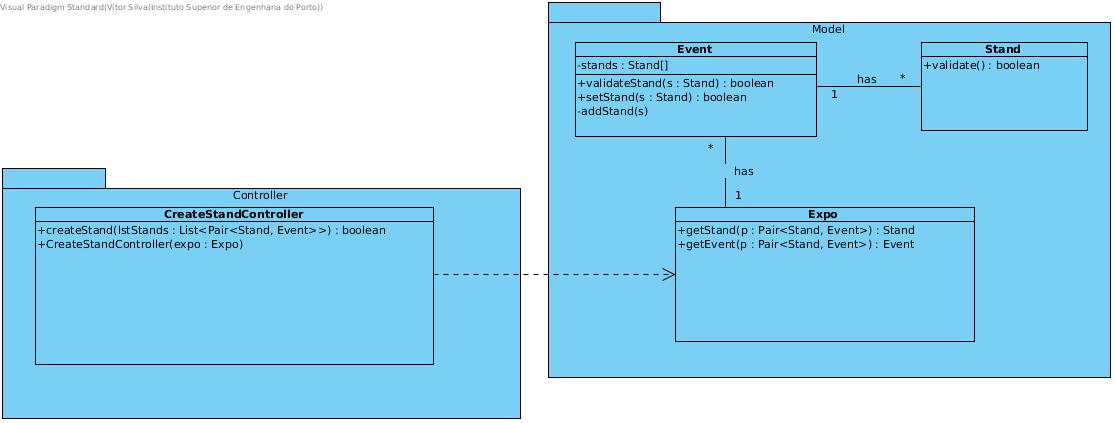 Visual Paradigm Standard(Vítor Silva(Instituto Superior de Engenharia do Porto))
Model
Event
-stands : Stand[]
+validateStand(s : Stand) : boolean
+setStand(s : Stand) : boolean
-addStand(s)
has
*
1
Stand
+validate() : boolean
*
has
1
Controller
CreateStandController
+createStand(lstStands : List<Pair<Stand, Event>>) : boolean
+CreateStandController(expo : Expo)
Expo
+getStand(p : Pair<Stand, Event>) : Stand
+getEvent(p : Pair<Stand, Event>) : Event